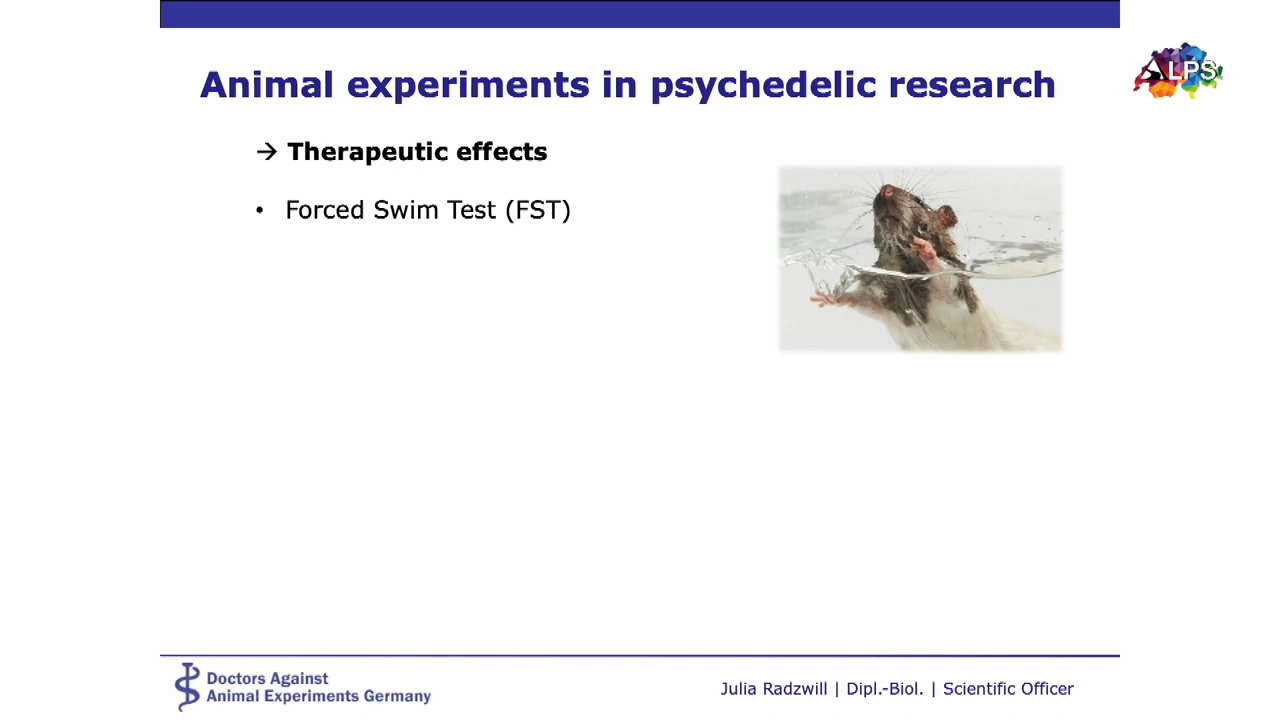 Animal experiments in psychedelic research
ALPS
→ Therapeutic effects
• Forced Swim Test (FST)
Doctors Against
Animal Experiments Germany
Julia Radzwill | Dipl.-Biol. | Scientific Officer